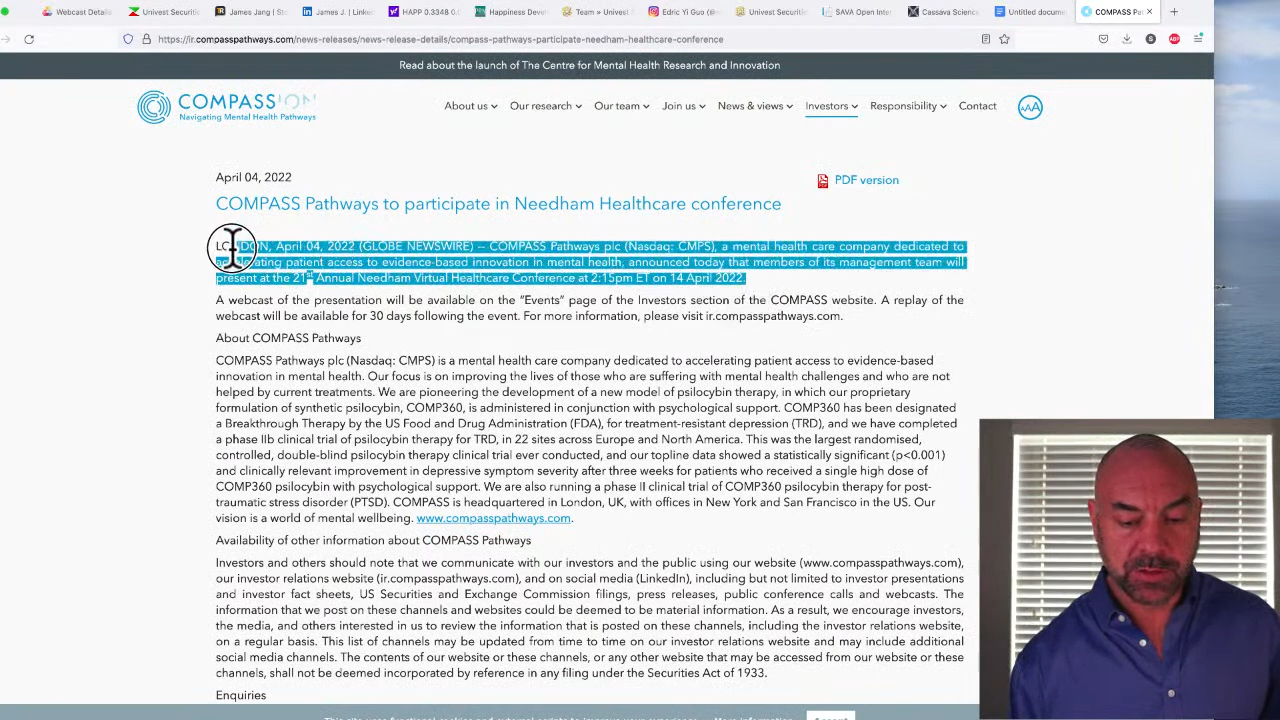 Webcast Details
Univest Securitie
James Jang | Ste
James J. | Linked
HAPP 0.3348 0.
Happiness Devel
Team » Univest
Edric Yi Guo (@e
Univest Securitie
SAVA Open Inter
Cassava Science
Untitled docume
COMPASS Pa
https://ir.compasspathways.com/news-releases/news-release-details/compass-pathways-participate-needham-healthcare-conference
Read about the launch of The Centre for Mental Health Research and Innovation
COMPASS
Navigating Mental Health Pathways
About us
Our research
Our team
Join us
News & views
Investors
Responsibility
Contact
AAA
April 04, 2022
PDF version
COMPASS Pathways to participate in Needham Healthcare conference
LONDON, April 04, 2022 (GLOBE NEWSWIRE) -- COMPASS Pathways plc (Nasdaq: CMPS), a mental health care company dedicated to
accelerating patient access to evidence-based innovation in mental health, announced today that members of its management team will
present at the 21st Annual Needham Virtual Healthcare Conference at 2:15pm ET on 14 April 2022.
A webcast of the presentation will be available on the “Events” page of the Investors section of the COMPASS website. A replay of the
webcast will be available for 30 days following the event. For more information, please visit ir.compasspathways.com.
About COMPASS Pathways
COMPASS Pathways plc (Nasdaq: CMPS) is a mental health care company dedicated to accelerating patient access to evidence-based
innovation in mental health. Our focus is on improving the lives of those who are suffering with mental health challenges and who are not
helped by current treatments. We are pioneering the development of a new model of psilocybin therapy, in which our proprietary
formulation of synthetic psilocybin, COMP360, is administered in conjunction with psychological support. COMP360 has been designated
a Breakthrough Therapy by the US Food and Drug Administration (FDA), for treatment-resistant depression (TRD), and we have completed
a phase IIb clinical trial of psilocybin therapy for TRD, in 22 sites across Europe and North America. This was the largest randomised,
controlled, double-blind psilocybin therapy clinical trial ever conducted, and our topline data showed a statistically significant (p<0.001)
and clinically relevant improvement in depressive symptom severity after three weeks for patients who received a single high dose of
COMP360 psilocybin with psychological support. We are also running a phase II clinical trial of COMP360 psilocybin therapy for post-
traumatic stress disorder (PTSD). COMPASS is headquartered in London, UK, with offices in New York and San Francisco in the US. Our
vision is a world of mental wellbeing. www.compasspathways.com.
Availability of other information about COMPASS Pathways
Investors and others should note that we communicate with our investors and the public using our website (www.compasspathways.com),
our investor relations website (ir.compasspathways.com), and on social media (LinkedIn), including but not limited to investor presentations
and investor fact sheets, US Securities and Exchange Commission filings, press releases, public conference calls and webcasts. The
information that we post on these channels and websites could be deemed to be material information. As a result, we encourage investors,
the media, and others interested in us to review the information that is posted on these channels, including the investor relations website,
on a regular basis. This list of channels may be updated from time to time on our investor relations website and may include additional
social media channels. The contents of our website or these channels, or any other website that may be accessed from our website or these
channels, shall not be deemed incorporated by reference in any filing under the Securities Act of 1933.
Enquiries